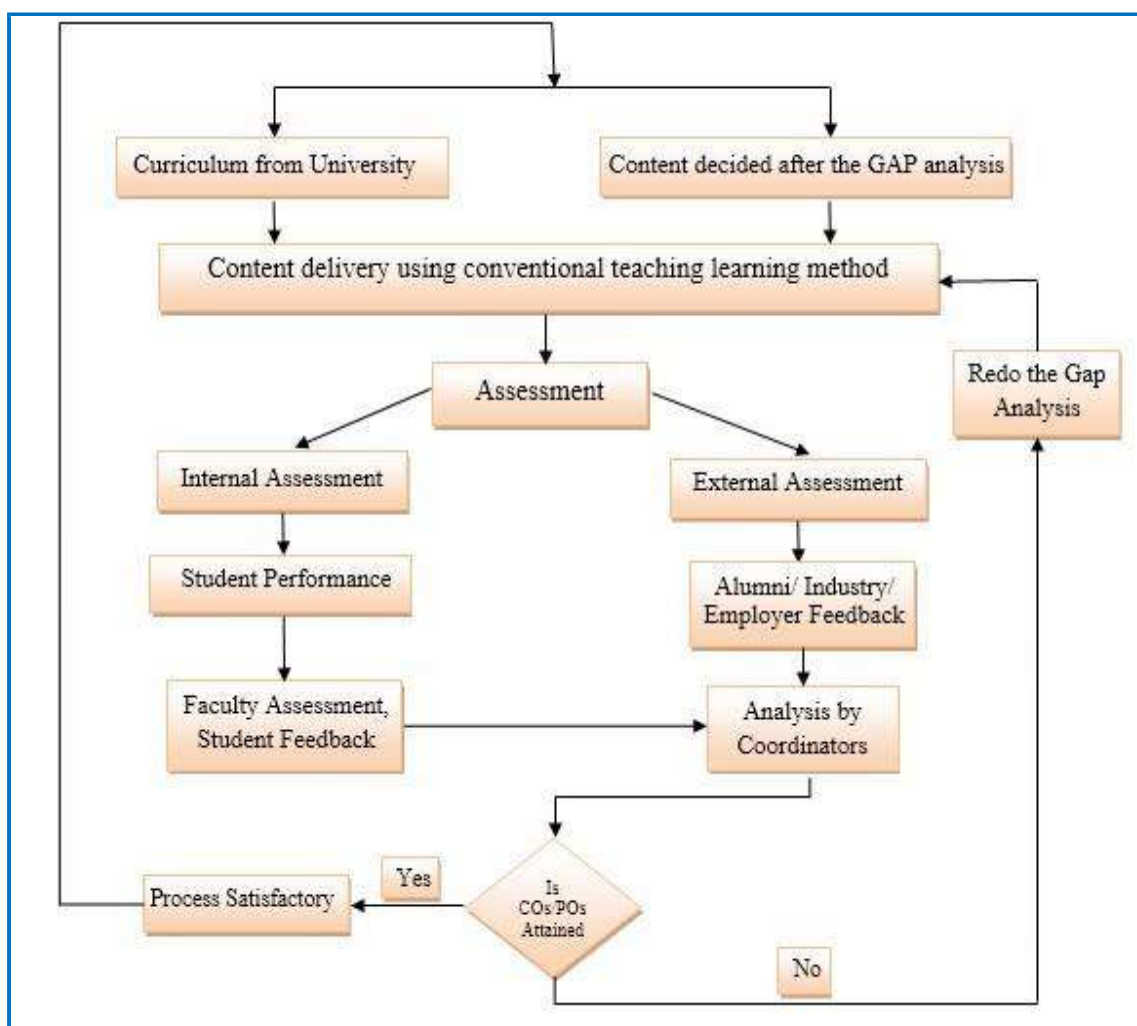 Curriculum from University
Content decided after the GAP analysis
Content delivery using conventional teaching learning method
Redo the Gap
Analysis
Assessment
Internal Assessment
External Assessment
Student Performance
Alumni/ Industry/
Employer Feedback
Faculty Assessment,
Student Feedback
Analysis by
Coordinators
Is
COs/POs
Attained
Yes
Process Satisfactory
No